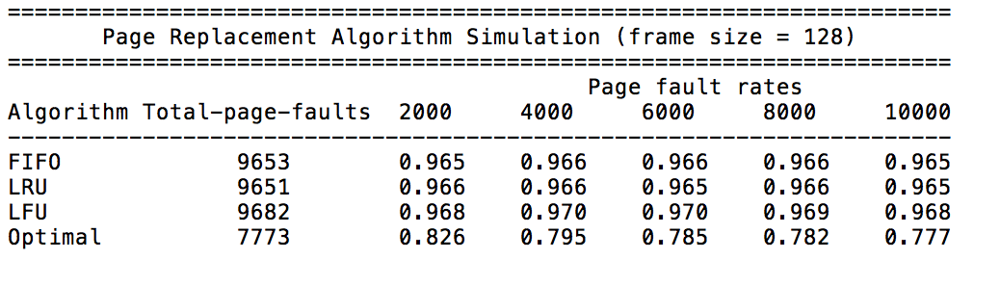 ======================================================================
       Page Replacement Algorithm Simulation (frame size = 128)
======================================================================
                                           Page fault rates
Algorithm Total-page-faults  2000     4000     6000     8000     10000
----------------------------------------------------------------------
FIFO             9653        0.965    0.966    0.966    0.966    0.965
LRU              9651        0.966    0.966    0.965    0.966    0.965
LFU              9682        0.968    0.970    0.970    0.969    0.968
Optimal          7773        0.826    0.795    0.785    0.782    0.777